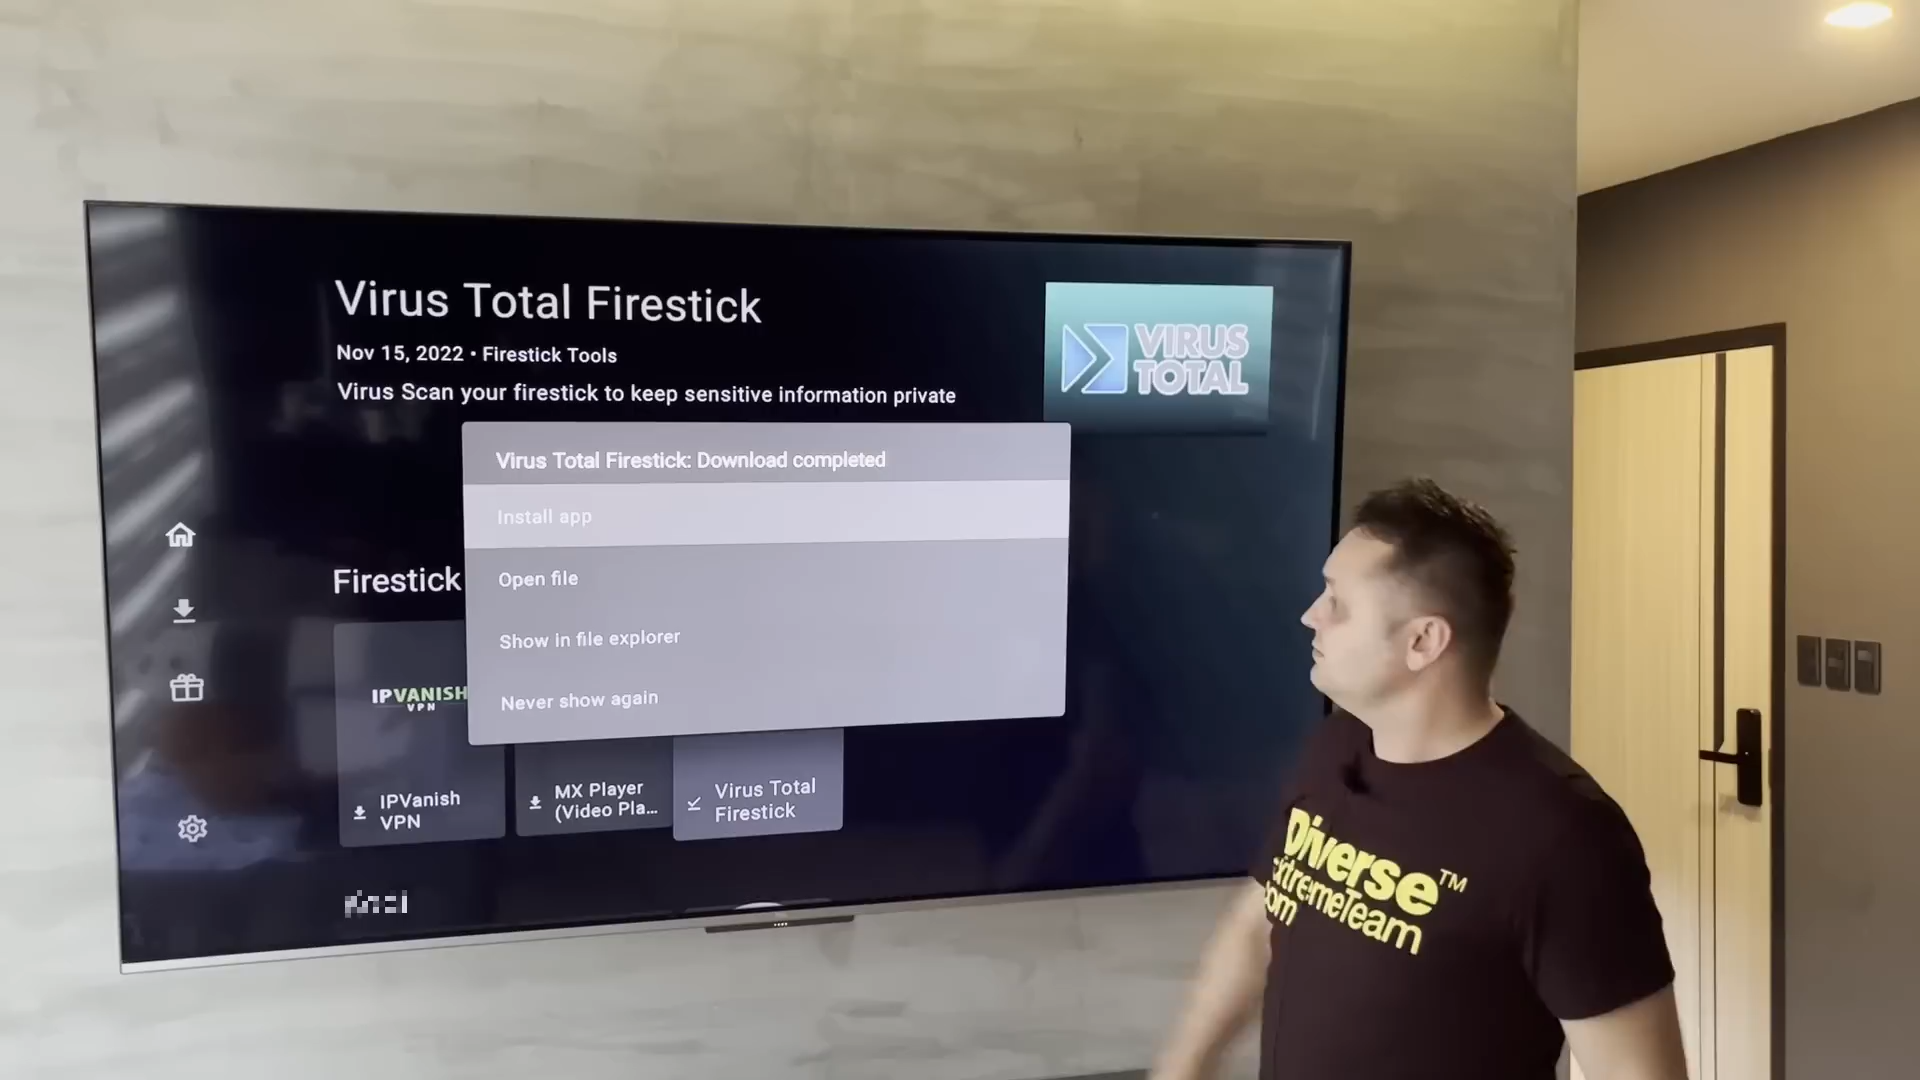 Virus Total Firestick
Nov 15, 2022 • Firestick Tools
Virus Scan your firestick to keep sensitive information private
VIRUS
TOTAL
Virus Total Firestick: Download completed
Install app
Open file
Show in file explorer
Never show again
Firestick
IPVANISH
VPN
IPVanish
VPN
MX Player
(Video Pla...
Virus Total
Firestick
Diverse™
XtremeTeam
.com